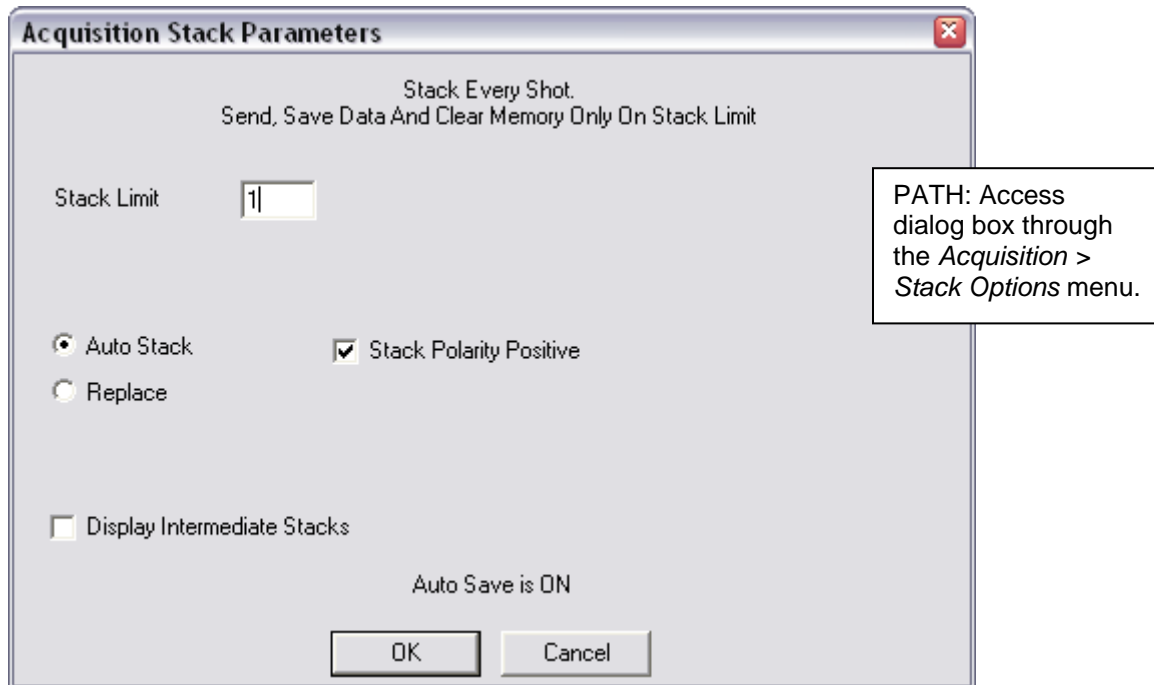 Acquisition Stack Parameters
Stack Every Shot.
Send, Save Data And Clear Memory Only On Stack Limit
Stack Limit 1
PATH: Access
dialog box through
the Acquisition >
Stack Options menu.
Auto Stack
Stack Polarity Positive
Replace
Display Intermediate Stacks
Auto Save is ON
OK
Cancel